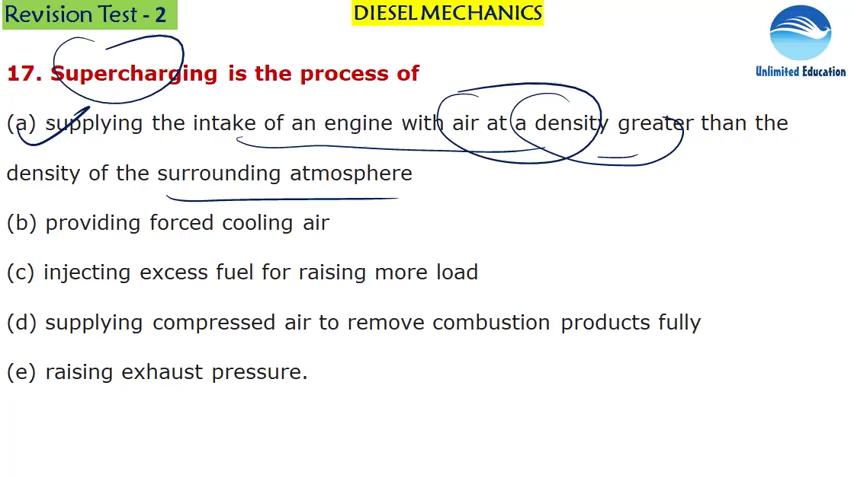 Revision Test - 2
DIESEL MECHANICS
Unlimited Education
17. Supercharging is the process of
(a) supplying the intake of an engine with air at a density greater than the
density of the surrounding atmosphere
(b) providing forced cooling air
(c) injecting excess fuel for raising more load
(d) supplying compressed air to remove combustion products fully
(e) raising exhaust pressure.